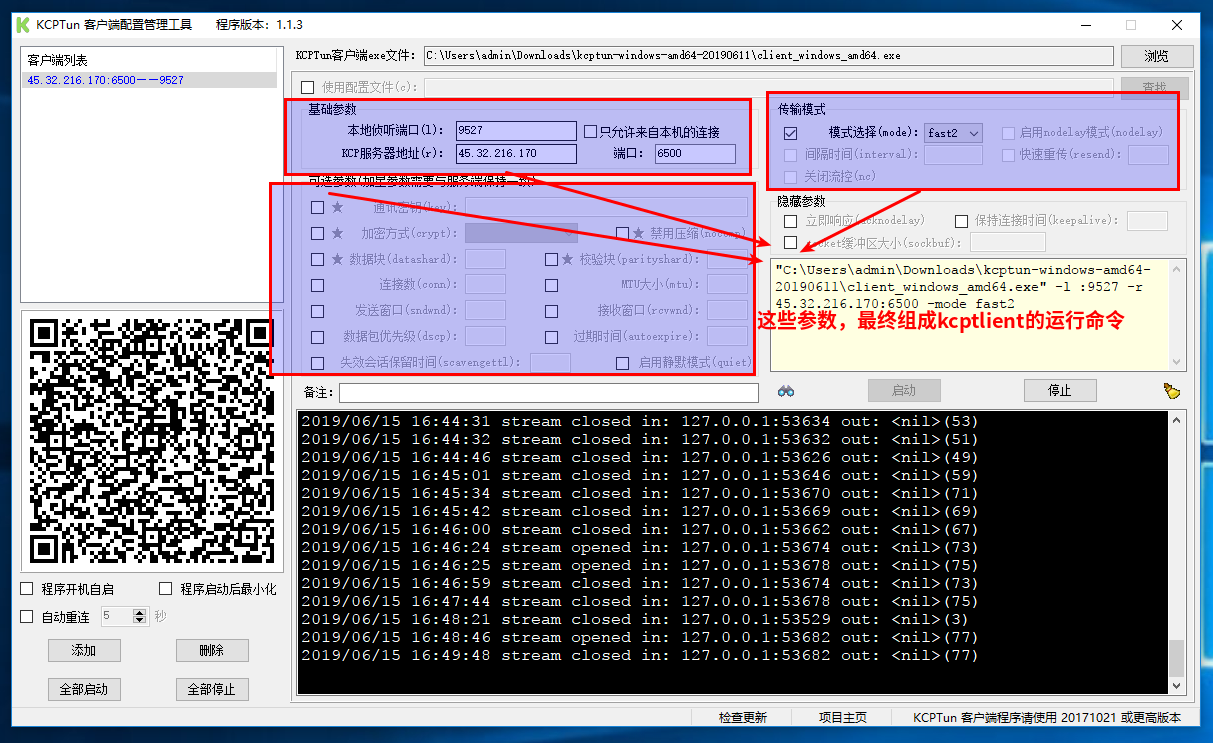 KCPTun 客户端配置管理工具 程序版本：1.1.3
客户端列表
45.32.216.170:6500——9527
KCPTun客户端exe文件： C:\Users\admin\Downloads\kcptun-windows-amd64-20190611\client_windows_amd64.exe 浏览
使用配置文件(c)： 查找
基础参数
本地侦听端口(l)： 9527 只允许来自本机的连接
KCP服务器地址(r)： 45.32.216.170 端口： 6500
传输模式
模式选择(mode)： fast2 启用nodelay模式(nodelay)
间隔时间(interval)： 快速重传(resend)：
关闭流控(nc)
可选参数(加星参数需要与服务端保持一致)
★ 通讯密钥(key)：
★ 加密方式(crypt)： ★ 禁用压缩(nocomp)
★ 数据块(datashard)： ★ 校验块(parityshard)：
连接数(conn)： MTU大小(mtu)：
发送窗口(sndwnd)： 接收窗口(rcvwnd)：
数据包优先级(dscp)： 过期时间(autoexpire)：
失效会话保留时间(scavengettl)： 启用静默模式(quiet)
隐藏参数
立即响应(acknodelay) 保持连接时间(keepalive)：
socket缓冲区大小(sockbuf)：
"C:\Users\admin\Downloads\kcptun-windows-amd64-
20190611\client_windows_amd64.exe" -l :9527 -r
45.32.216.170:6500 -mode fast2
这些参数，最终组成kcptlient的运行命令
备注： 启动 停止
2019/06/15 16:44:31 stream closed in: 127.0.0.1:53634 out: <nil>(53)
2019/06/15 16:44:32 stream closed in: 127.0.0.1:53632 out: <nil>(51)
2019/06/15 16:44:46 stream closed in: 127.0.0.1:53626 out: <nil>(49)
2019/06/15 16:45:01 stream closed in: 127.0.0.1:53646 out: <nil>(59)
2019/06/15 16:45:34 stream closed in: 127.0.0.1:53670 out: <nil>(71)
2019/06/15 16:45:42 stream closed in: 127.0.0.1:53669 out: <nil>(69)
2019/06/15 16:46:00 stream closed in: 127.0.0.1:53662 out: <nil>(67)
2019/06/15 16:46:24 stream opened in: 127.0.0.1:53674 out: <nil>(73)
2019/06/15 16:46:25 stream opened in: 127.0.0.1:53678 out: <nil>(75)
2019/06/15 16:46:59 stream closed in: 127.0.0.1:53674 out: <nil>(73)
2019/06/15 16:47:44 stream closed in: 127.0.0.1:53678 out: <nil>(75)
2019/06/15 16:48:21 stream closed in: 127.0.0.1:53529 out: <nil>(3)
2019/06/15 16:48:46 stream opened in: 127.0.0.1:53682 out: <nil>(77)
2019/06/15 16:49:48 stream closed in: 127.0.0.1:53682 out: <nil>(77)
程序开机自启 程序启动后最小化
自动重连 5 秒
添加 删除
全部启动 全部停止
检查更新 项目主页 KCPTun 客户端程序请使用 20171021 或更高版本